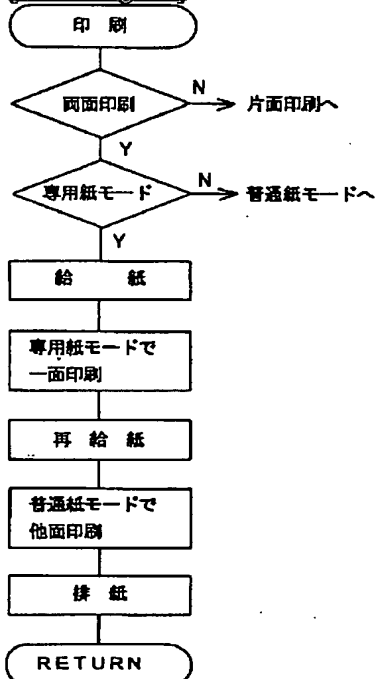 印 刷
両面印刷
N
片面印刷へ
Y
専用紙モード
N
普通紙モードへ
Y
給 紙
専用紙モードで
一面印刷
再 給 紙
普通紙モードで
他面印刷
排 紙
RETURN